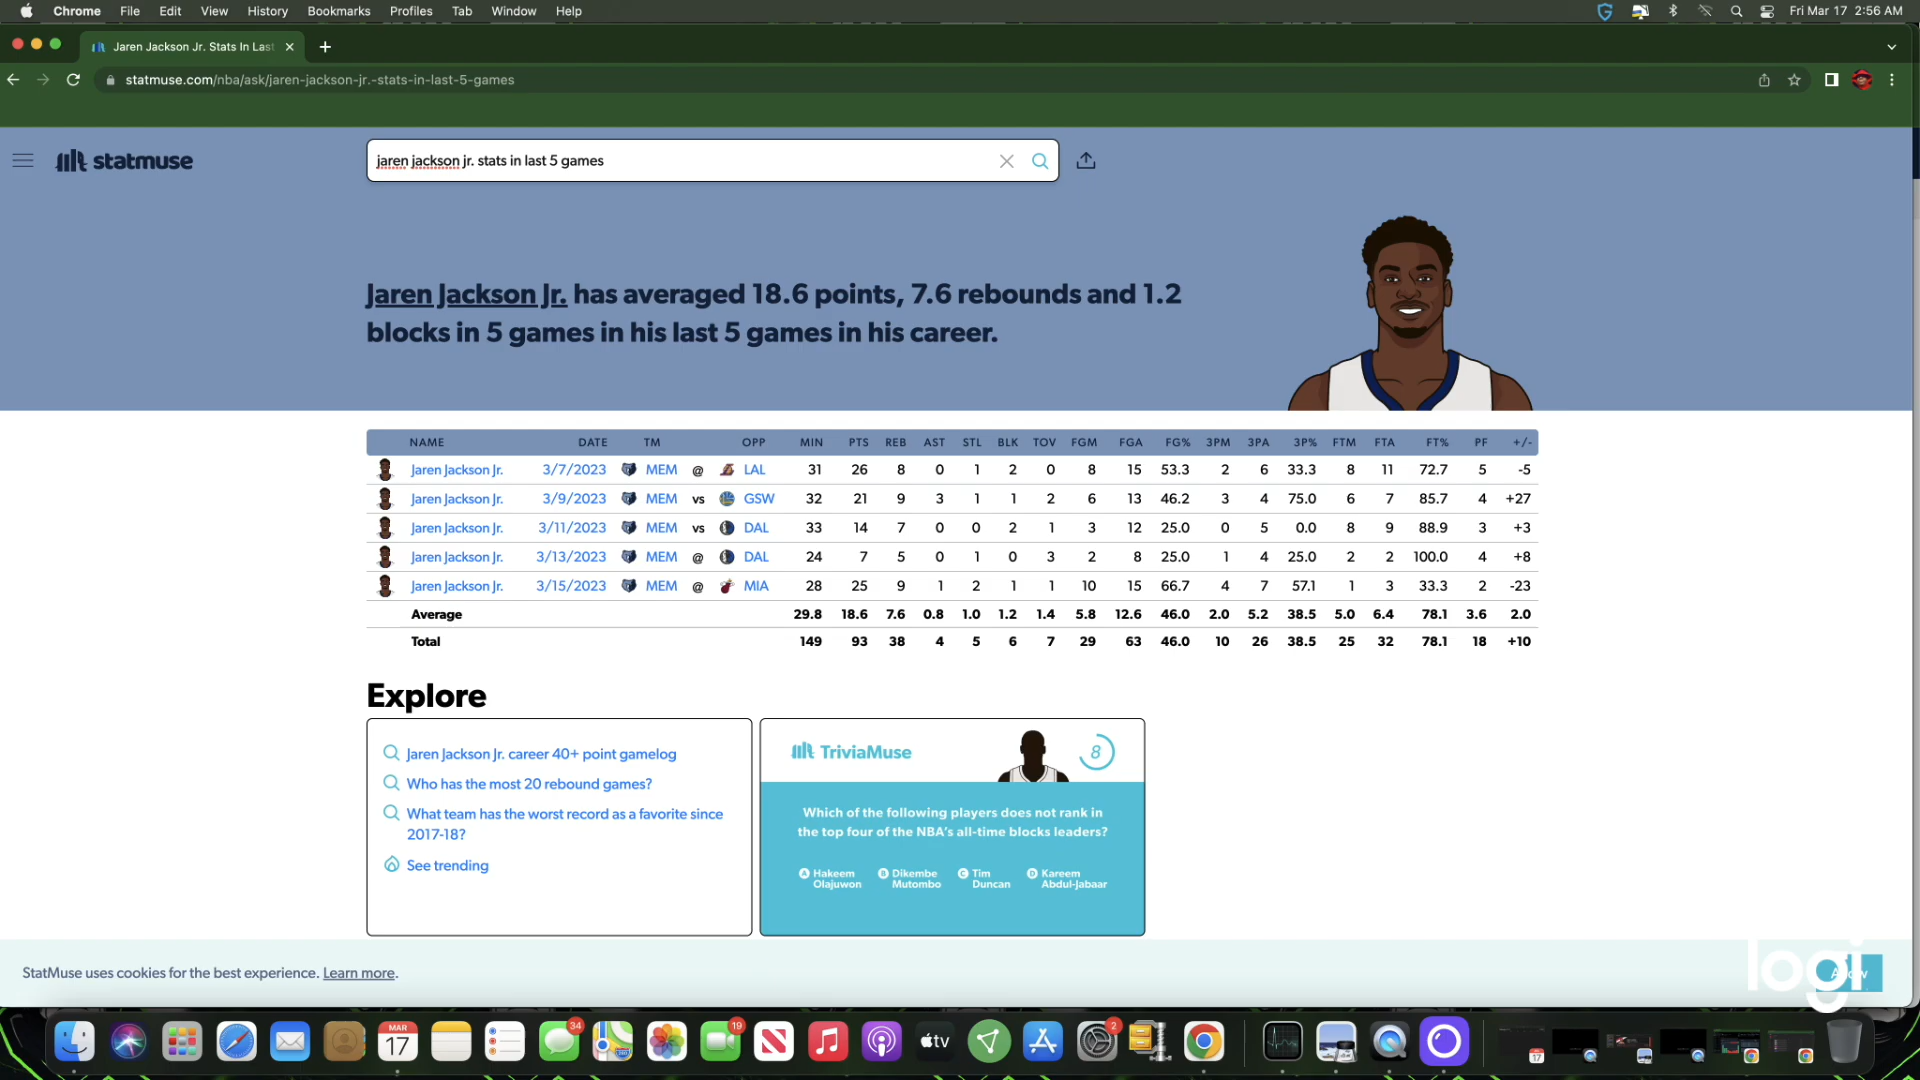 Chrome File Edit View History Bookmarks Profiles Tab Window Help Fri Mar 17 2:56 AM
Jaren Jackson Jr. Stats In Last
statmuse.com/nba/ask/jaren-jackson-jr.-stats-in-last-5-games
statmuse
jaren jackson jr. stats in last 5 games
Jaren Jackson Jr. has averaged 18.6 points, 7.6 rebounds and 1.2
blocks in 5 games in his last 5 games in his career.
NAME DATE TM OPP MIN PTS REB AST STL BLK TOV FGM FGA FG% 3PM 3PA 3P% FTM FTA FT% PF +/-
Jaren Jackson Jr. 3/7/2023 MEM @ LAL 31 26 8 0 1 2 0 8 15 53.3 2 6 33.3 8 11 72.7 5 -5
Jaren Jackson Jr. 3/9/2023 MEM vs GSW 32 21 9 3 1 1 2 6 13 46.2 3 4 75.0 6 7 85.7 4 +27
Jaren Jackson Jr. 3/11/2023 MEM vs DAL 33 14 7 0 0 2 1 3 12 25.0 0 5 0.0 8 9 88.9 3 +3
Jaren Jackson Jr. 3/13/2023 MEM @ DAL 24 7 5 0 1 0 3 2 8 25.0 1 4 25.0 2 2 100.0 4 +8
Jaren Jackson Jr. 3/15/2023 MEM @ MIA 28 25 9 1 2 1 1 10 15 66.7 4 7 57.1 1 3 33.3 2 -23
Average 29.8 18.6 7.6 0.8 1.0 1.2 1.4 5.8 12.6 46.0 2.0 5.2 38.5 5.0 6.4 78.1 3.6 2.0
Total 149 93 38 4 5 6 7 29 63 46.0 10 26 38.5 25 32 78.1 18 +10
Explore
Jaren Jackson Jr. career 40+ point gamelog
Who has the most 20 rebound games?
What team has the worst record as a favorite since
2017-18?
See trending
TriviaMuse 8
Which of the following players does not rank in
the top four of the NBA's all-time blocks leaders?
A Hakeem
Olajuwon
B Dikembe
Mutombo
C Tim
Duncan
D Kareem
Abdul-Jabaar
StatMuse uses cookies for the best experience. Learn more.
logi
MAR
17
34
19
tv
2